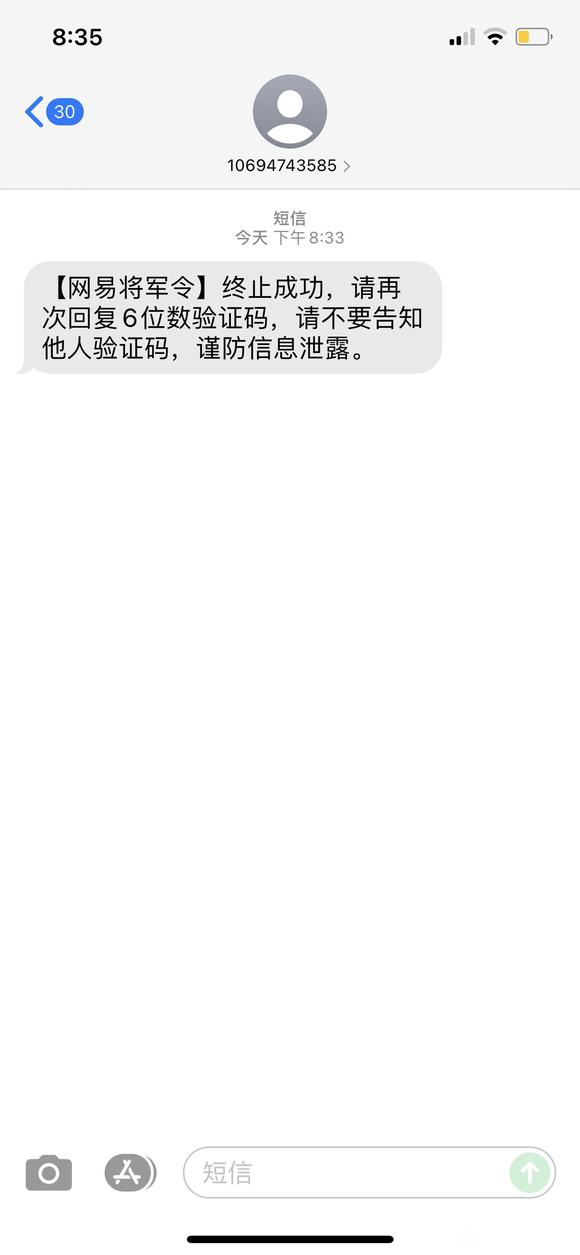 8:35
30
10694743585
短信
今天 下午8:33
【网易将军令】终止成功，请再
次回复6位数验证码，请不要告知
他人验证码，谨防信息泄露。
短信